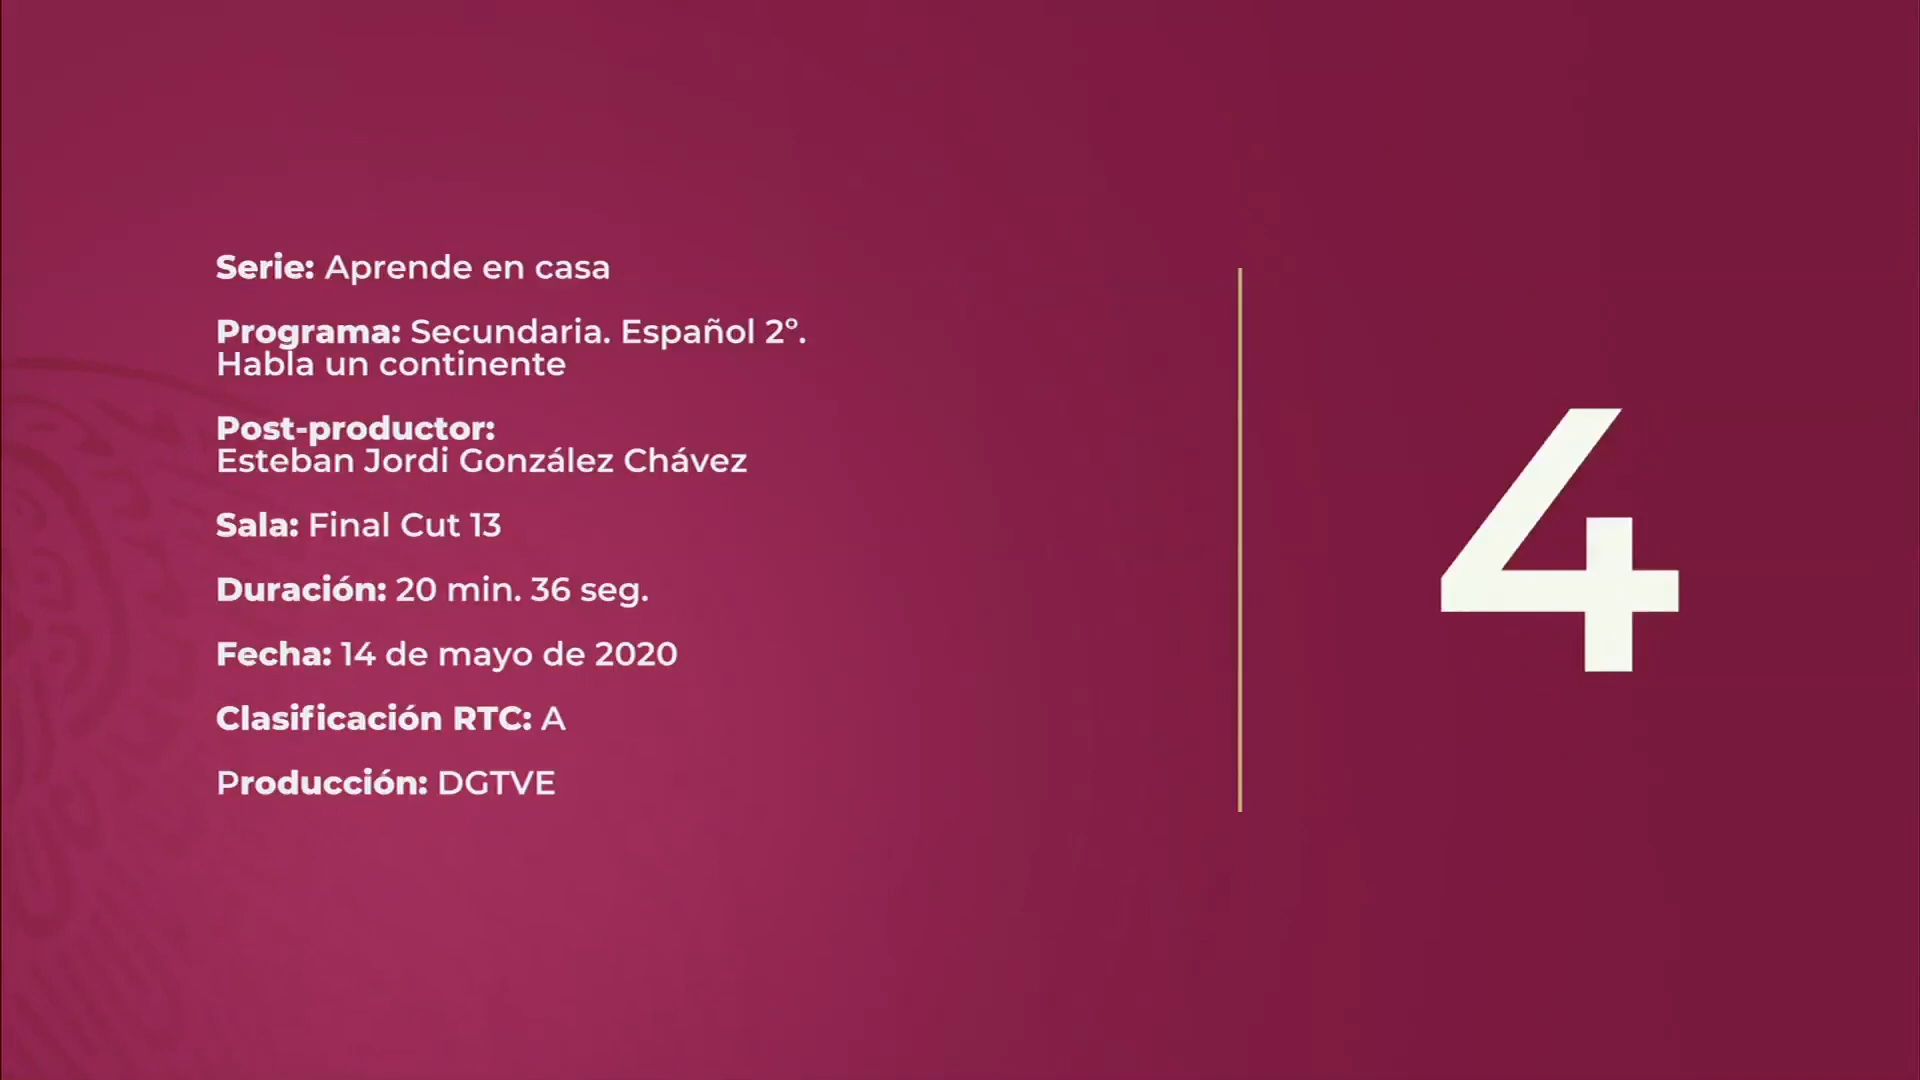 Serie: Aprende en casa
Programa: Secundaria. Español 2º.
Habla un continente
Post-productor:
Esteban Jordi González Chávez
Sala: Final Cut 13
Duración: 20 min. 36 seg.
Fecha: 14 de mayo de 2020
Clasificación RTC: A
Producción: DGTVE
4